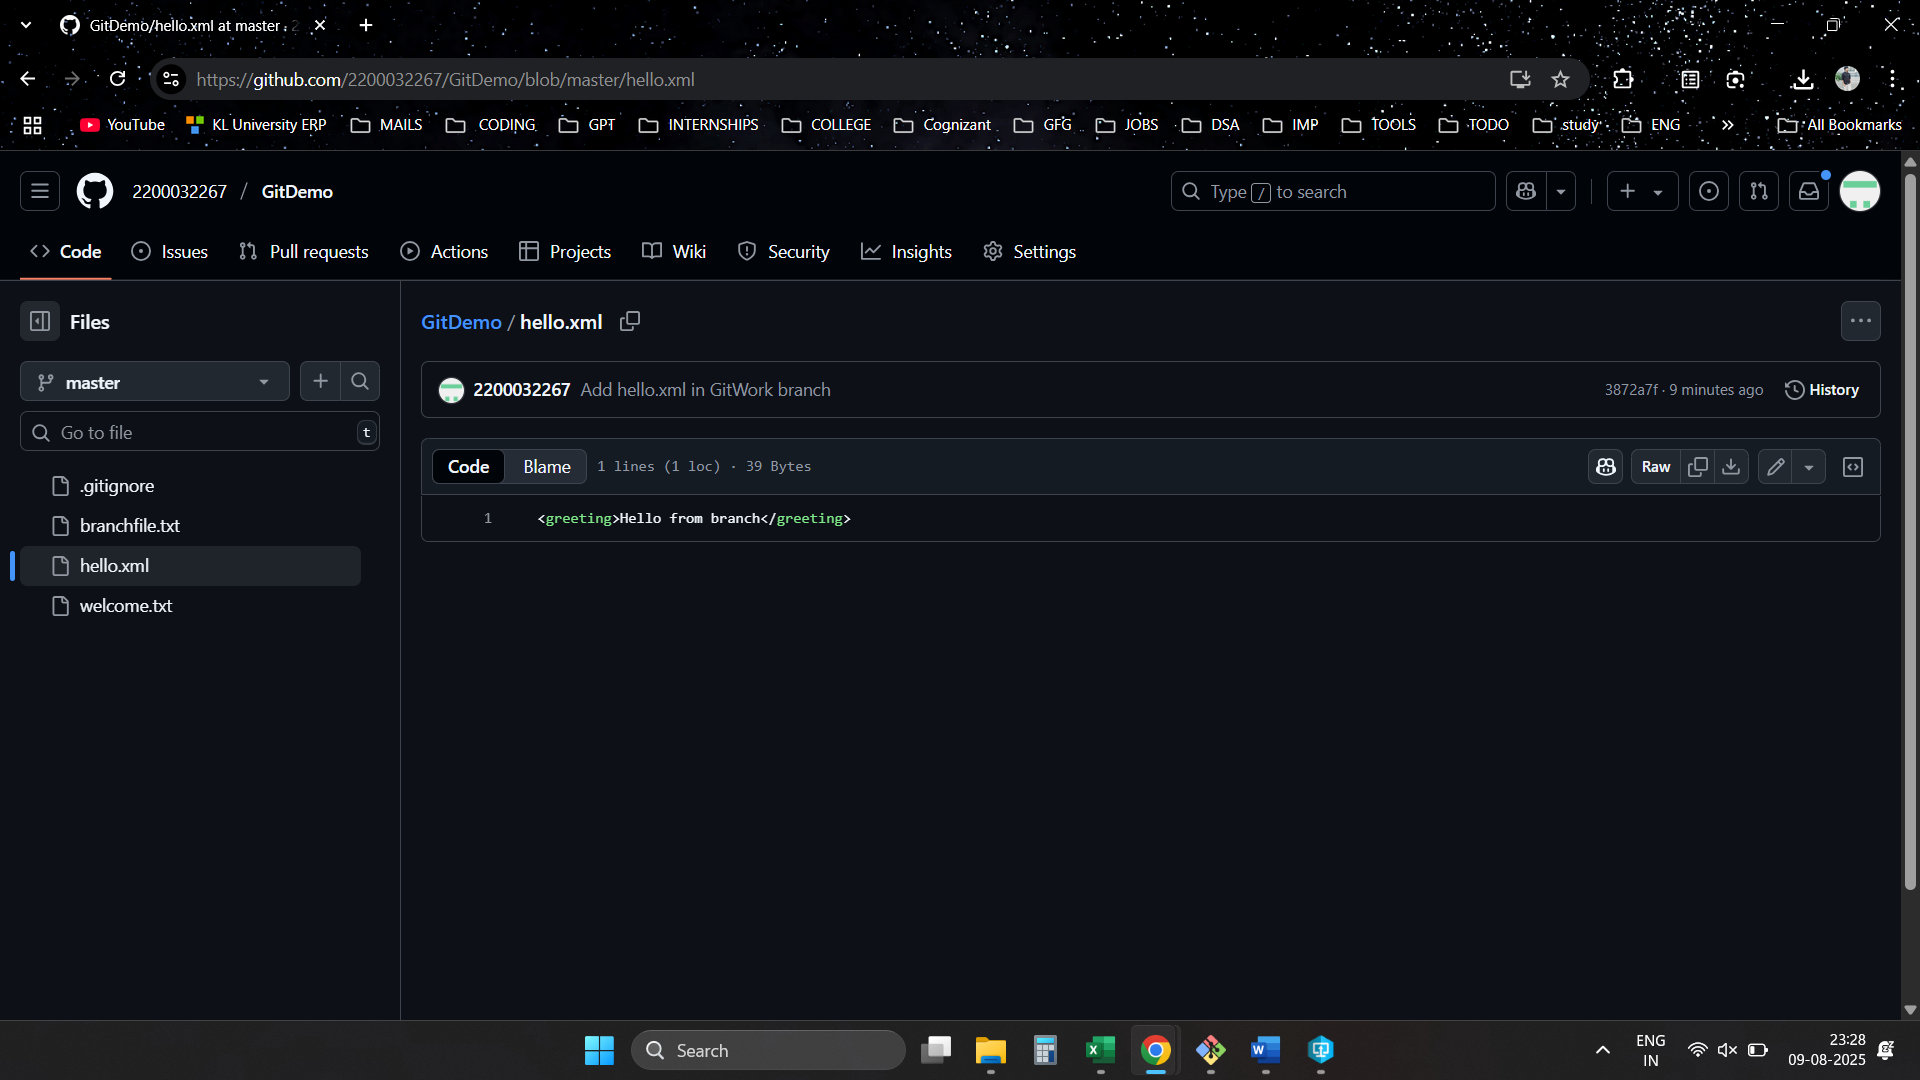 GitDemo/hello.xml at master · 2
https://github.com/2200032267/GitDemo/blob/master/hello.xml
YouTube KL University ERP MAILS CODING GPT INTERNSHIPS COLLEGE Cognizant GFG JOBS DSA IMP TOOLS TODO study ENG » All Bookmarks
2200032267 / GitDemo Type / to search
Code Issues Pull requests Actions Projects Wiki Security Insights Settings
Files
master
Go to file t
.gitignore
branchfile.txt
hello.xml
welcome.txt
GitDemo / hello.xml
2200032267 Add hello.xml in GitWork branch 3872a7f · 9 minutes ago History
Code Blame 1 lines (1 loc) · 39 Bytes Raw
1 <greeting>Hello from branch</greeting>
Search
ENG
IN
23:28
09-08-2025